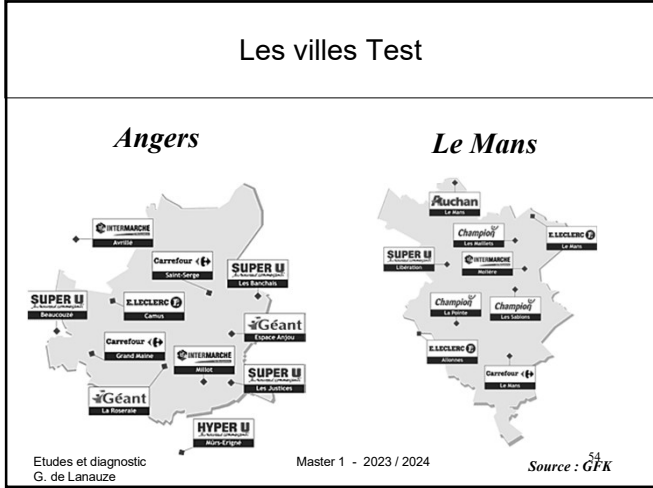 Les villes Test
Angers
Le Mans
INTERMARCHE
Avrillé
Carrefour
Saint-Serge
SUPER U
Les Banchais
SUPER U
Beaucouzé
E.LECLERC
Camus
Géant
Espace Anjou
Carrefour
Grand Maine
INTERMARCHE
Millot
SUPER U
Les Justices
Géant
La Roseraie
HYPER U
Mûrs-Erigné
Auchan
Le Mans
Champion
Les Maillets
E.LECLERC
Le Mans
SUPER U
Libération
INTERMARCHE
Molière
Champion
La Pointe
Champion
Les Sablons
E.LECLERC
Allonnes
Carrefour
Le Mans
Etudes et diagnostic
G. de Lanauze
Master 1 - 2023 / 2024
54
Source : GFK